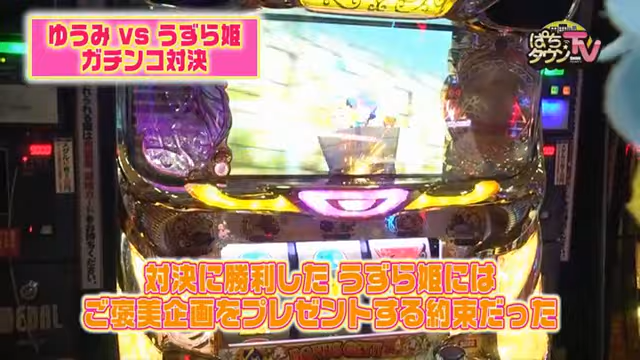 ゆうみ vs うずら姫
ガチンコ対決
ぱち
タウン
TV
対決に勝利した うずら姫には
ご褒美企画をプレゼントする約束だった
MEDAL